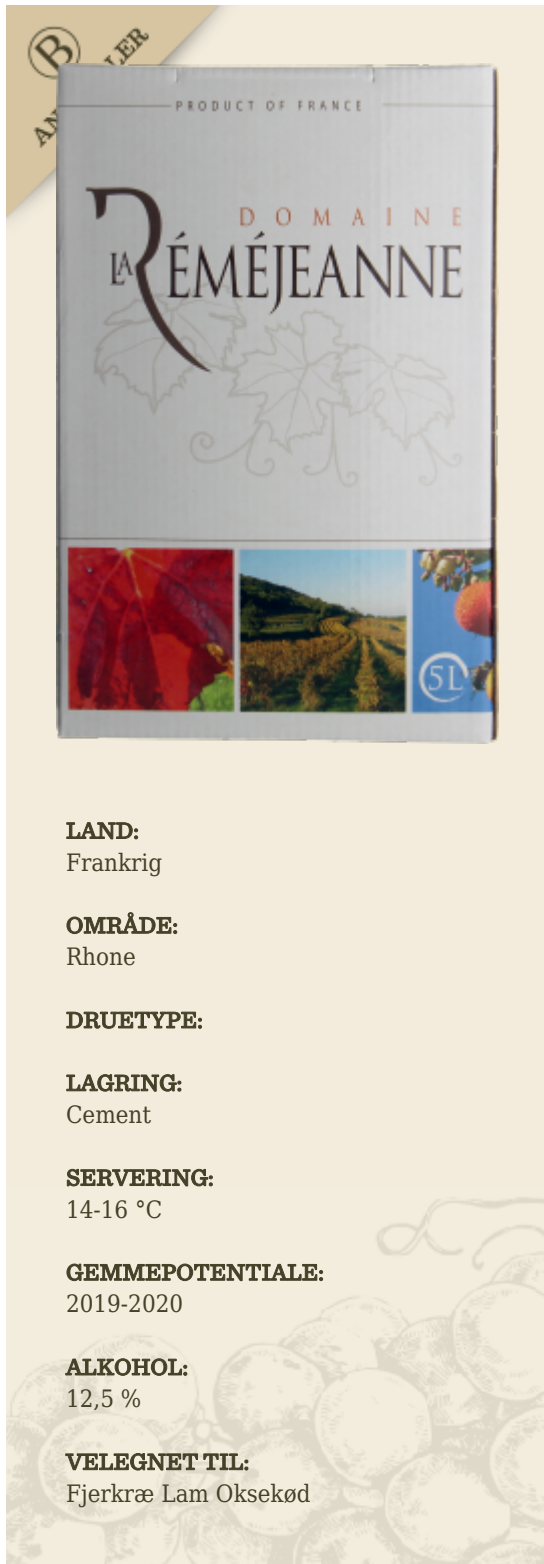 B
PRODUCT OF FRANCE
DOMAINE
LA RÉMÉJEANNE
5L
LAND:
Frankrig
OMRÅDE:
Rhone
DRUETYPE:
LAGRING:
Cement
SERVERING:
14-16 °C
GEMMEPOTENTIALE:
2019-2020
ALKOHOL:
12,5 %
VELEGNET TIL:
Fjerkræ Lam Oksekød